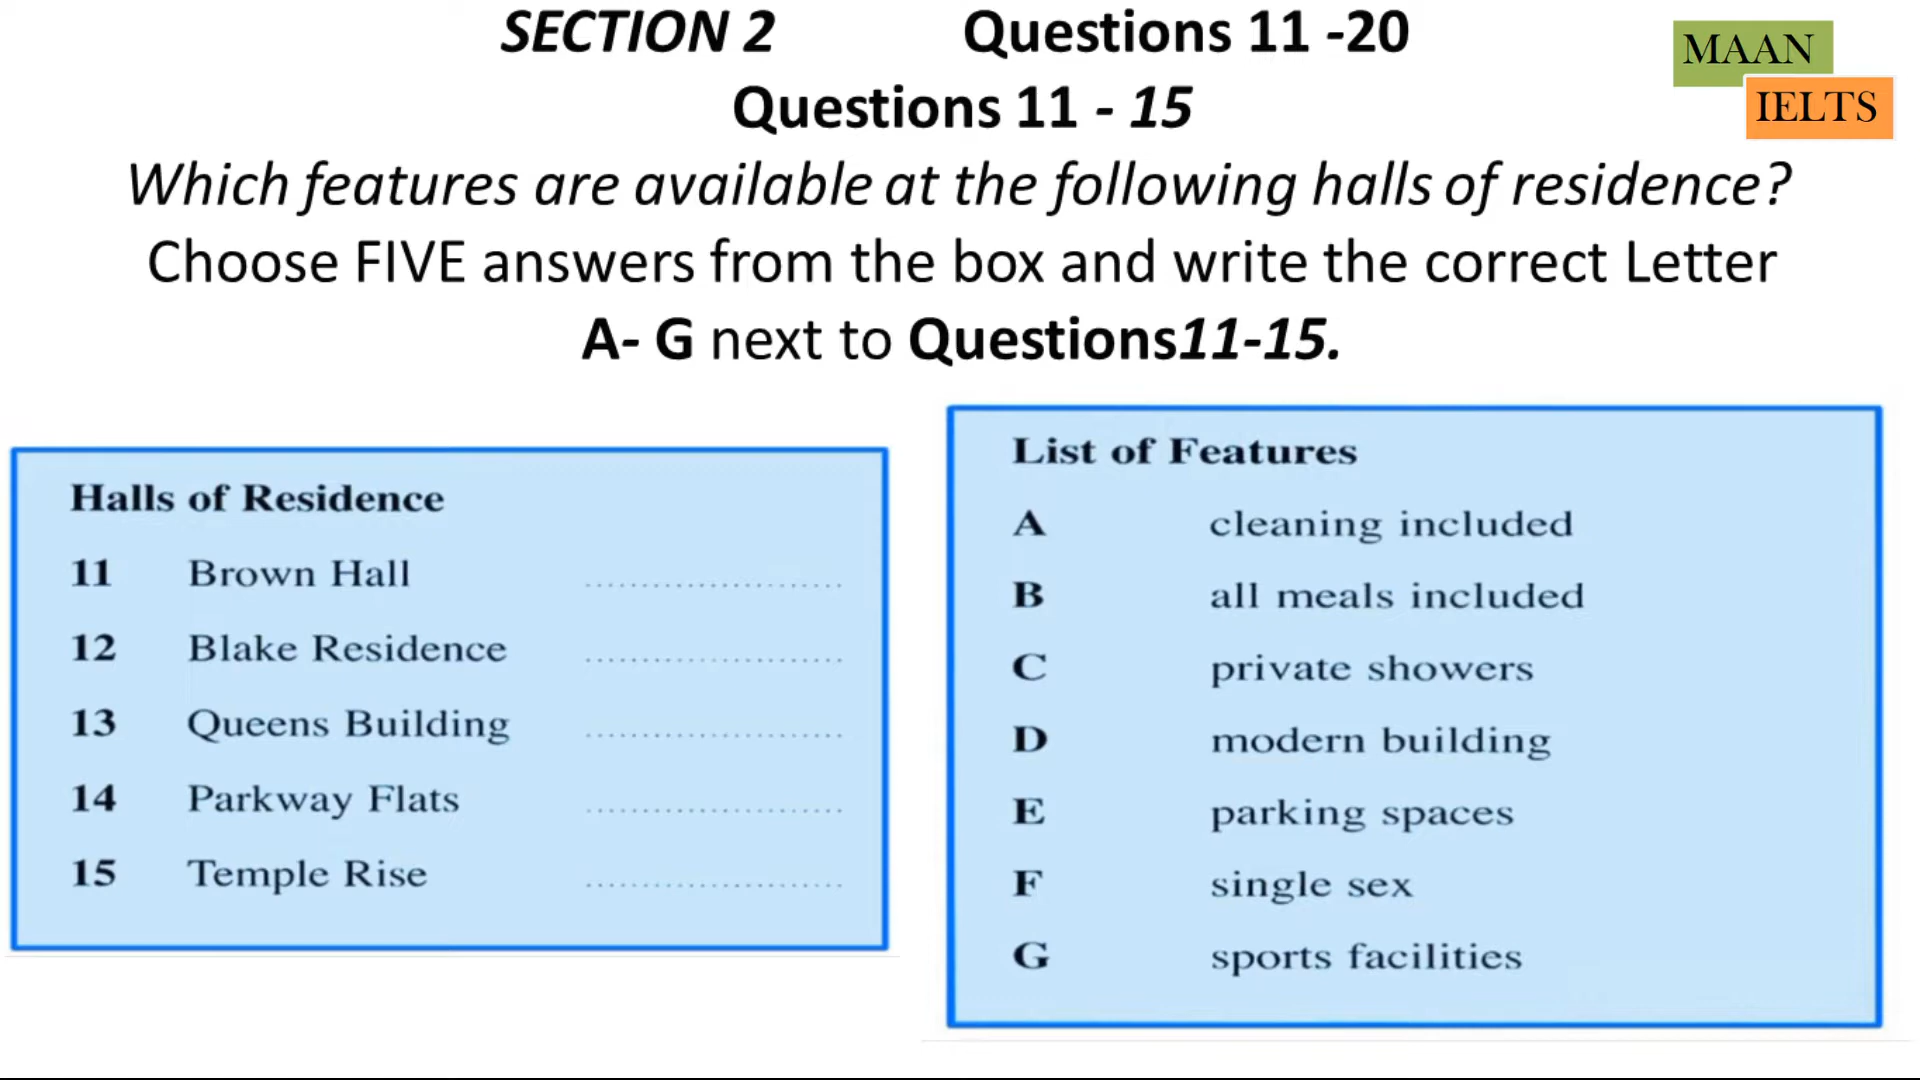 SECTION 2 Questions 11 -20
MAAN
IELTS
Questions 11 - 15
Which features are available at the following halls of residence?
Choose FIVE answers from the box and write the correct Letter
A- G next to Questions11-15.
Halls of Residence
11 Brown Hall ........................
12 Blake Residence ........................
13 Queens Building ........................
14 Parkway Flats ........................
15 Temple Rise ........................
List of Features
A cleaning included
B all meals included
C private showers
D modern building
E parking spaces
F single sex
G sports facilities